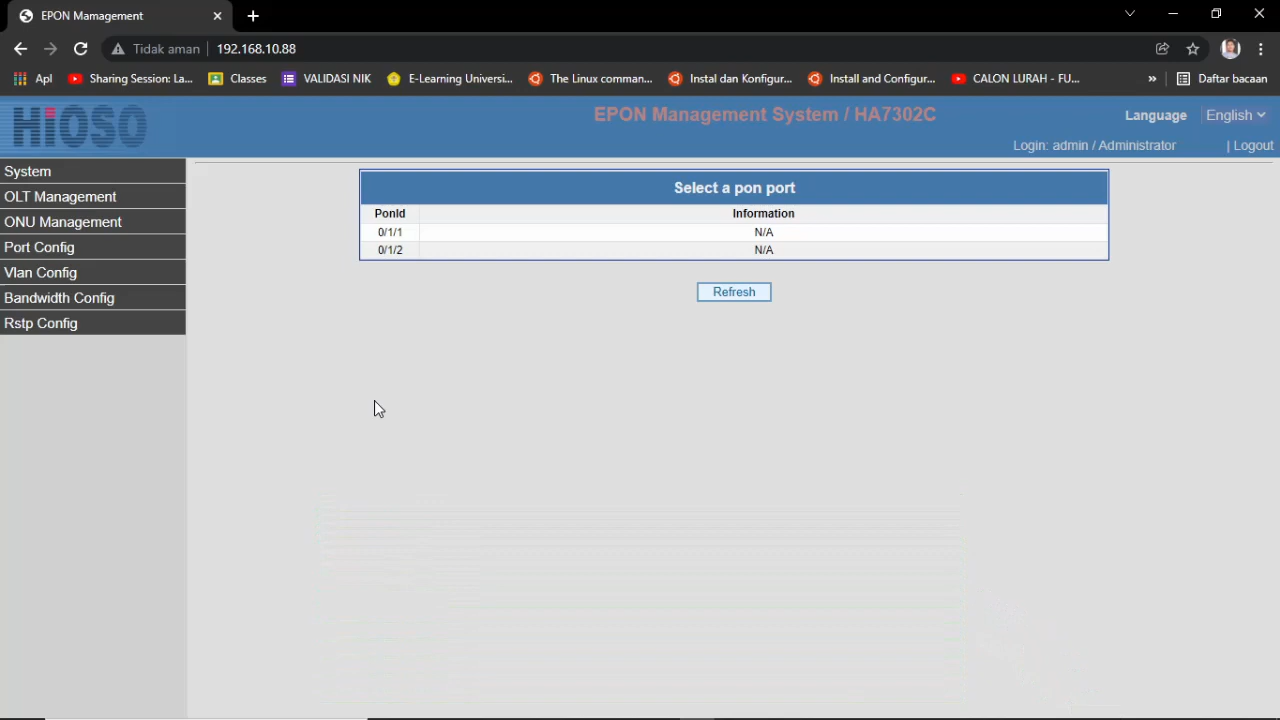 EPON Mamagement
Tidak aman 192.168.10.88
Apl Sharing Session: La... Classes VALIDASI NIK E-Learning Universi... The Linux comman... Instal dan Konfigur... Install and Configur... CALON LURAH - FU... » Daftar bacaan
HiOSO
EPON Management System / HA7302C
Language English
Login: admin / Administrator | Logout
System
OLT Management
ONU Management
Port Config
Vlan Config
Bandwidth Config
Rstp Config
Select a pon port
PonId Information
0/1/1 N/A
0/1/2 N/A
Refresh